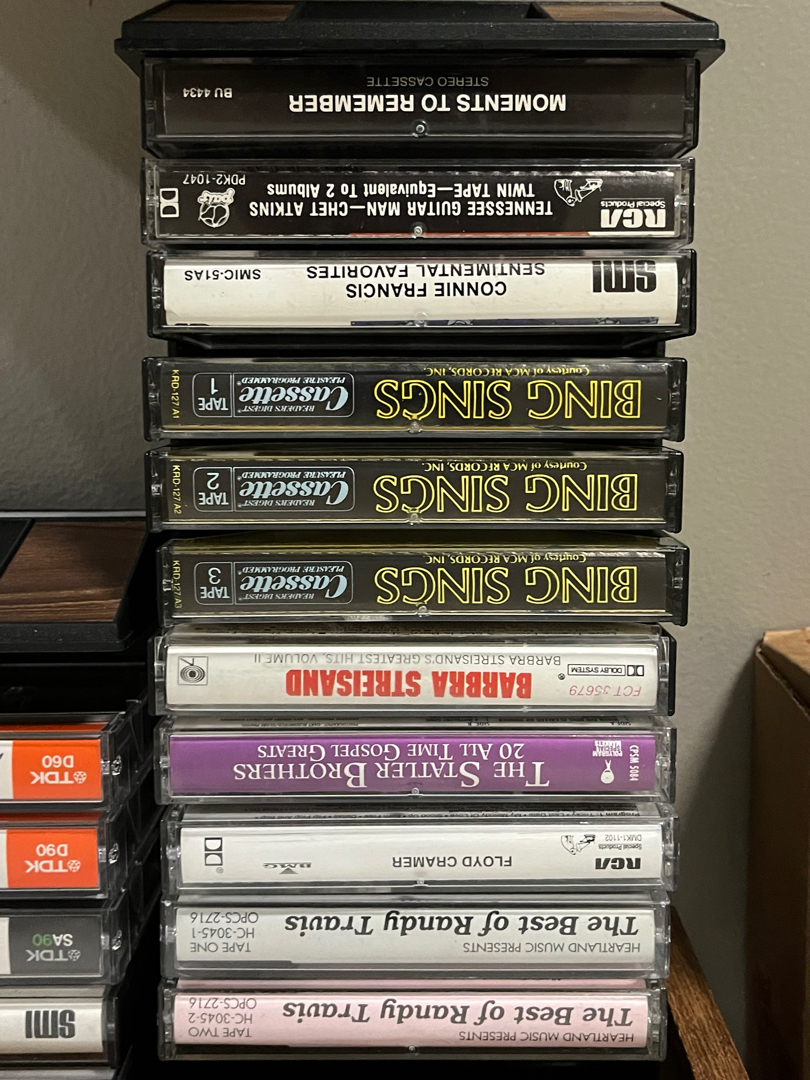 MOMENTS TO REMEMBER
STEREO CASSETTE
BU 4434
RCA
Special Products
TENNESSEE GUITAR MAN—CHET ATKINS
TWIN TAPE—Equivalent To 2 Albums
PDK2-1047
SMI
CONNIE FRANCIS
SENTIMENTAL FAVORITES
SMIC-51AS
BING SINGS
Courtesy of MCA RECORDS, INC.
READER'S DIGEST
Cassette
PLEASURE PROGRAMMED®
TAPE
1
KRD-127/A1
BING SINGS
Courtesy of MCA RECORDS, INC.
READER'S DIGEST
Cassette
PLEASURE PROGRAMMED®
TAPE
2
KRD-127/A2
BING SINGS
Courtesy of MCA RECORDS, INC.
READER'S DIGEST
Cassette
PLEASURE PROGRAMMED®
TAPE
3
KRD-127/A3
FCT 35679
DOLBY SYSTEM
®
BARBRA STREISAND
BARBRA STREISAND'S GREATEST HITS, VOLUME II
GPSM 5084
POLYGRAM
MARKETS
THE STATLER BROTHERS
20 ALL TIME GOSPEL GREATS
RCA
Special Products
DMK1-1102
FLOYD CRAMER
BMG
®
HEARTLAND MUSIC PRESENTS
The Best of Randy Travis
TAPE ONE
HC-3045-1
OPCS-2716
HEARTLAND MUSIC PRESENTS
The Best of Randy Travis
TAPE TWO
HC-3045-2
OPCS-2716
TDK
D60
TDK
D90
TDK
SA90
SMI